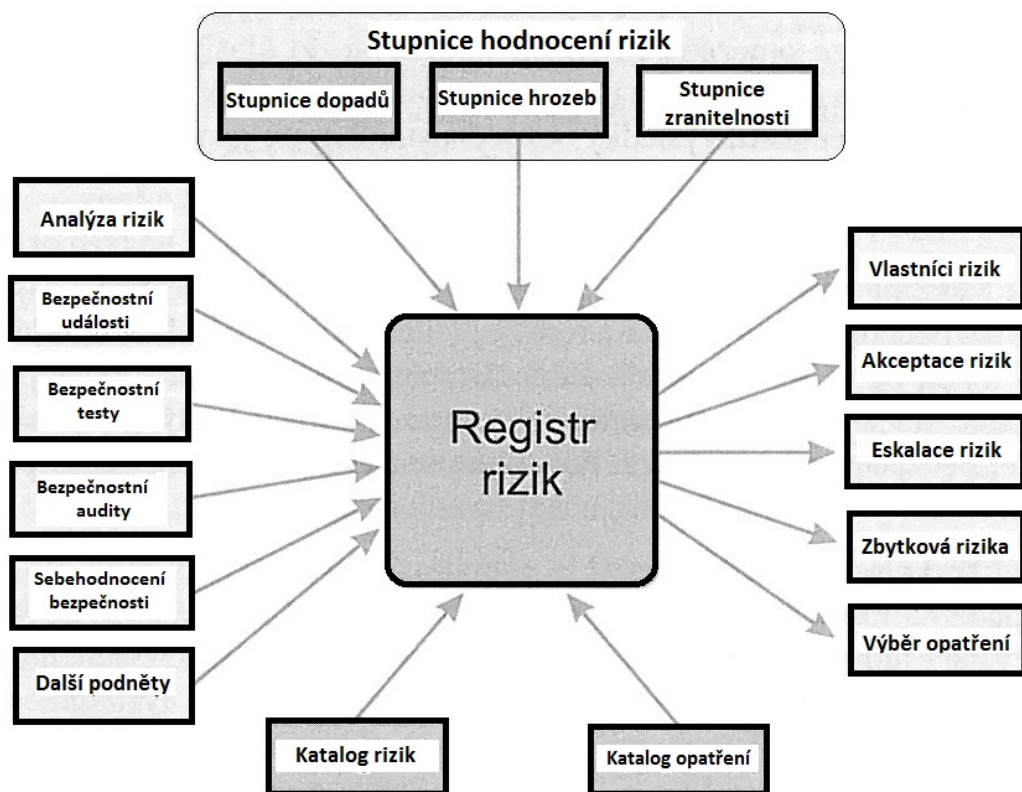 Stupnice hodnocení rizik
Stupnice dopadů
Stupnice hrozeb
Stupnice
zranitelnosti
Analýza rizik
Bezpečnostní
události
Bezpečnostní
testy
Bezpečnostní
audity
Sebehodnocení
bezpečnosti
Další podněty
Registr
rizik
Vlastníci rizik
Akceptace rizik
Eskalace rizik
Zbytková rizika
Výběr opatření
Katalog rizik
Katalog opatření